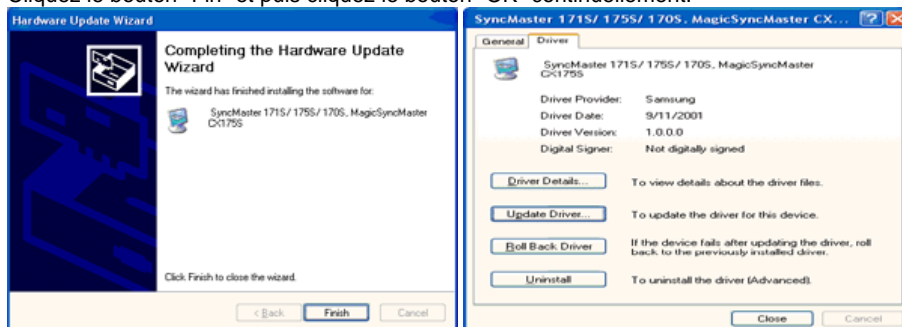 Cliquez le bouton "Fin" et puis cliquez le bouton "OK" continuellement.
Hardware Update Wizard
Completing the Hardware Update
Wizard
The wizard has finished installing the software for:
SyncMaster 171S/ 175S/ 170S, MagicSyncMaster
CX175S
Click Finish to close the wizard.
< Back
Finish
Cancel
SyncMaster 171S/ 175S/ 170S, MagicSyncMaster CX...
General
Driver
SyncMaster 171S/ 175S/ 170S, MagicSyncMaster
CX175S
Driver Provider: Samsung
Driver Date: 9/11/2001
Driver Version: 1.0.0.0
Digital Signer: Not digitally signed
Driver Details... To view details about the driver files.
Update Driver... To update the driver for this device.
Roll Back Driver If the device fails after updating the driver, roll
back to the previously installed driver.
Uninstall To uninstall the driver (Advanced).
Close
Cancel